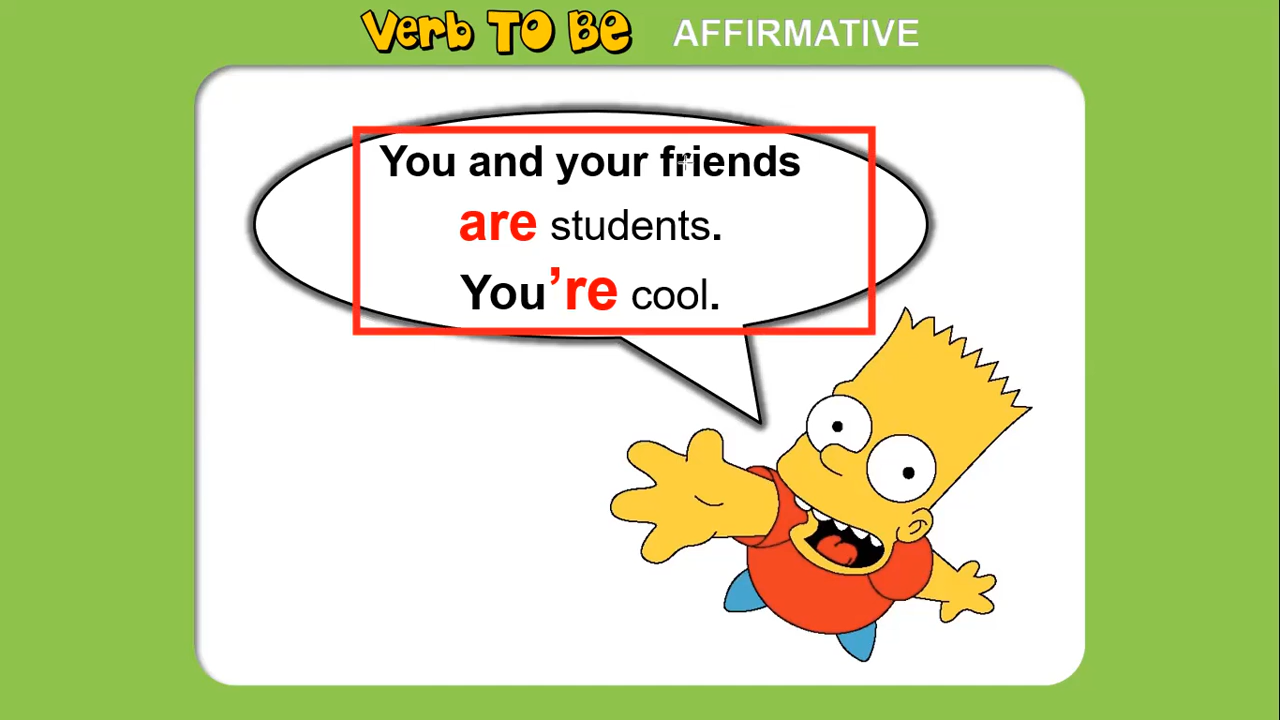 Verb TO BE AFFIRMATIVE
You and your friends
are students.
You’re cool.